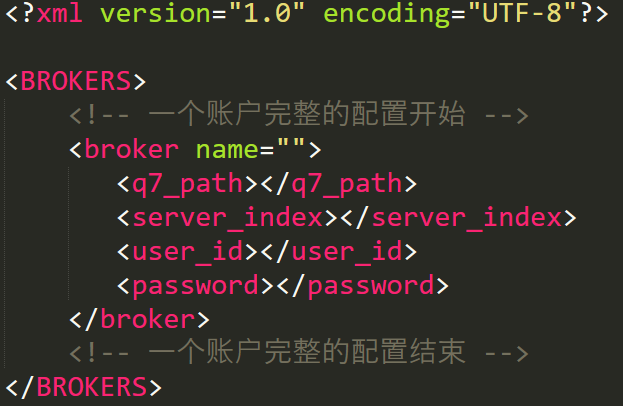 <?xml version="1.0" encoding="UTF-8"?>
<BROKERS>
<!-- 一个账户完整的配置开始 -->
<broker name="">
<q7_path></q7_path>
<server_index></server_index>
<user_id></user_id>
<password></password>
</broker>
<!-- 一个账户完整的配置结束 -->
</BROKERS>